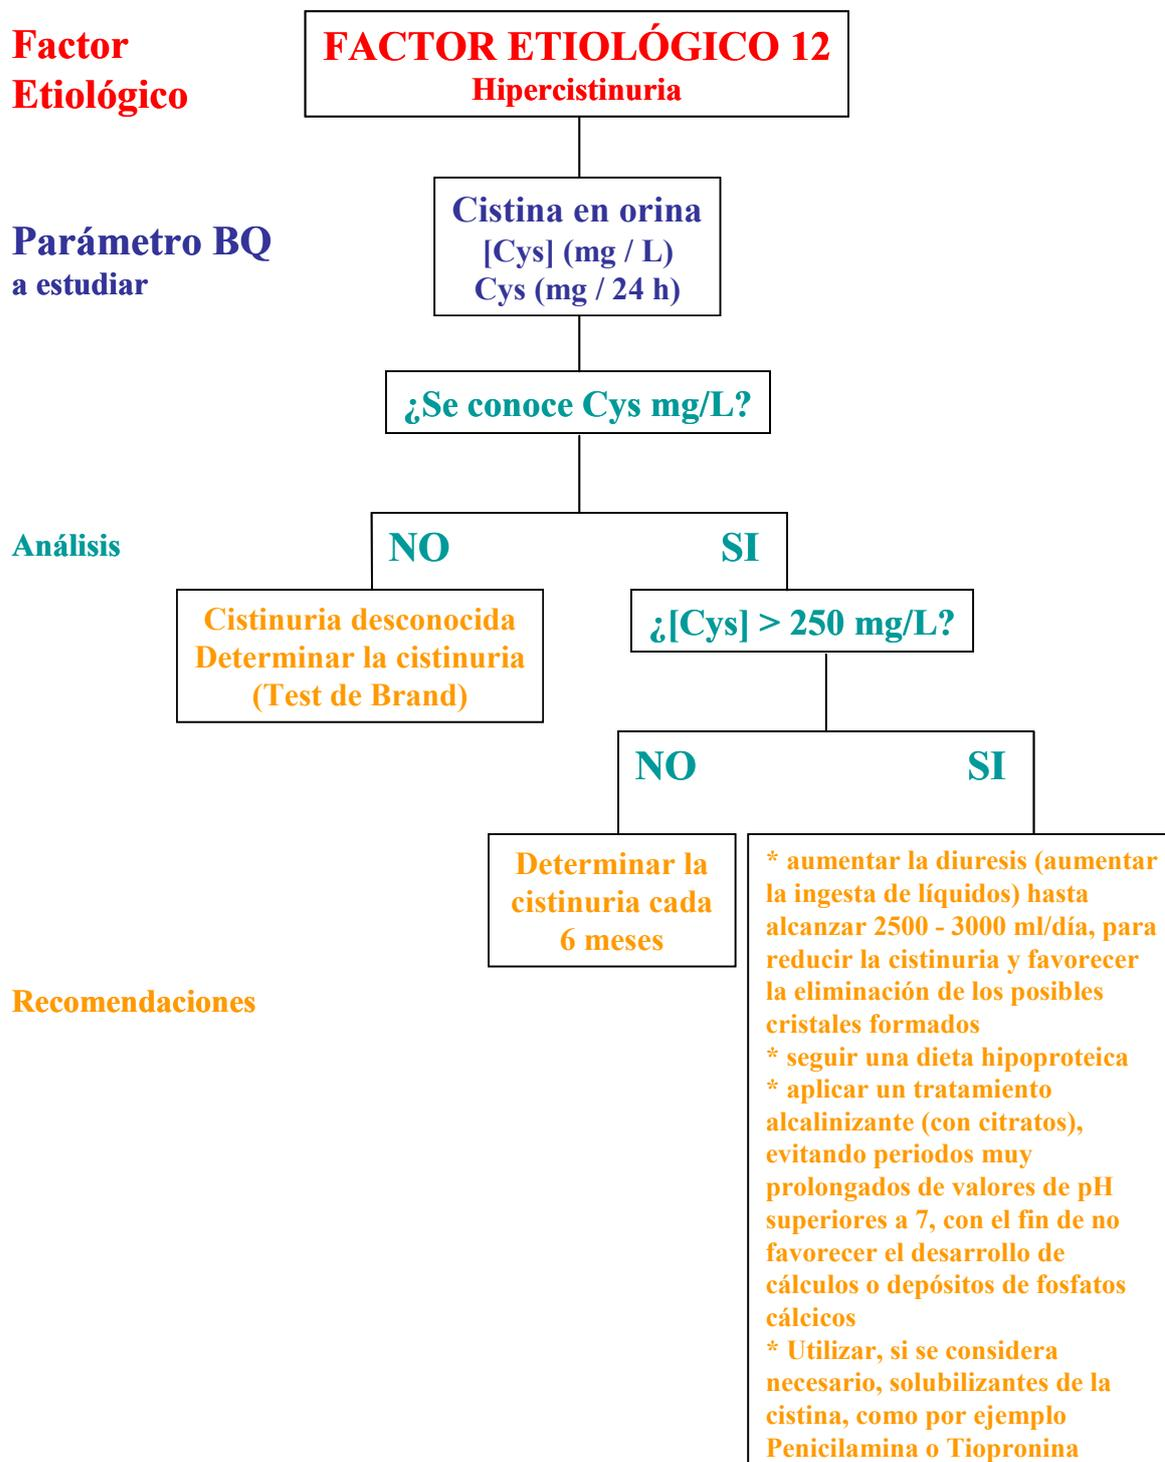 Factor
Etiológico
FACTOR ETIOLÓGICO 12
Hipercistinuria
Parámetro BQ
a estudiar
Cistina en orina
[Cys] (mg / L)
Cys (mg / 24 h)
¿Se conoce Cys mg/L?
Análisis
NO
SI
Cistinuria desconocida
Determinar la cistinuria
(Test de Brand)
¿[Cys] > 250 mg/L?
NO
SI
Determinar la
cistinuria cada
6 meses
Recomendaciones
* aumentar la diuresis (aumentar
la ingesta de líquidos) hasta
alcanzar 2500 - 3000 ml/día, para
reducir la cistinuria y favorecer
la eliminación de los posibles
cristales formados
* seguir una dieta hipoproteica
* aplicar un tratamiento
alcalinizante (con citratos),
evitando periodos muy
prolongados de valores de pH
superiores a 7, con el fin de no
favorecer el desarrollo de
cálculos o depósitos de fosfatos
cálcicos
* Utilizar, si se considera
necesario, solubilizantes de la
cistina, como por ejemplo
Penicilamina o Tiopronina